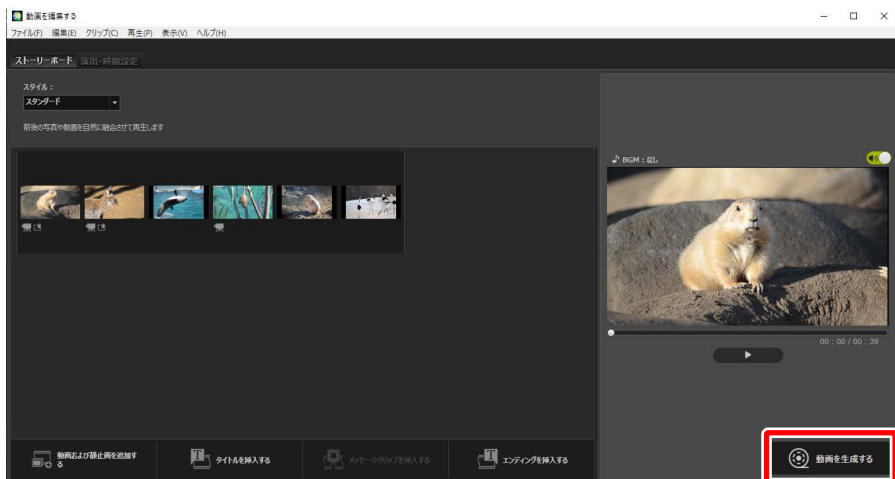 動画を編集する
ファイル(F) 編集(E) クリップ(C) 再生(P) 表示(V) ヘルプ(H)
ストーリーボード 演出・時間設定
スタイル：
スタンダード
前後の写真や動画を自然に融合させて再生します
BGM：なし
00 : 00 / 00 : 39
動画および静止画を追加す
る
タイトルを挿入する
メッセージクリップを挿入する
エンディングを挿入する
動画を生成する